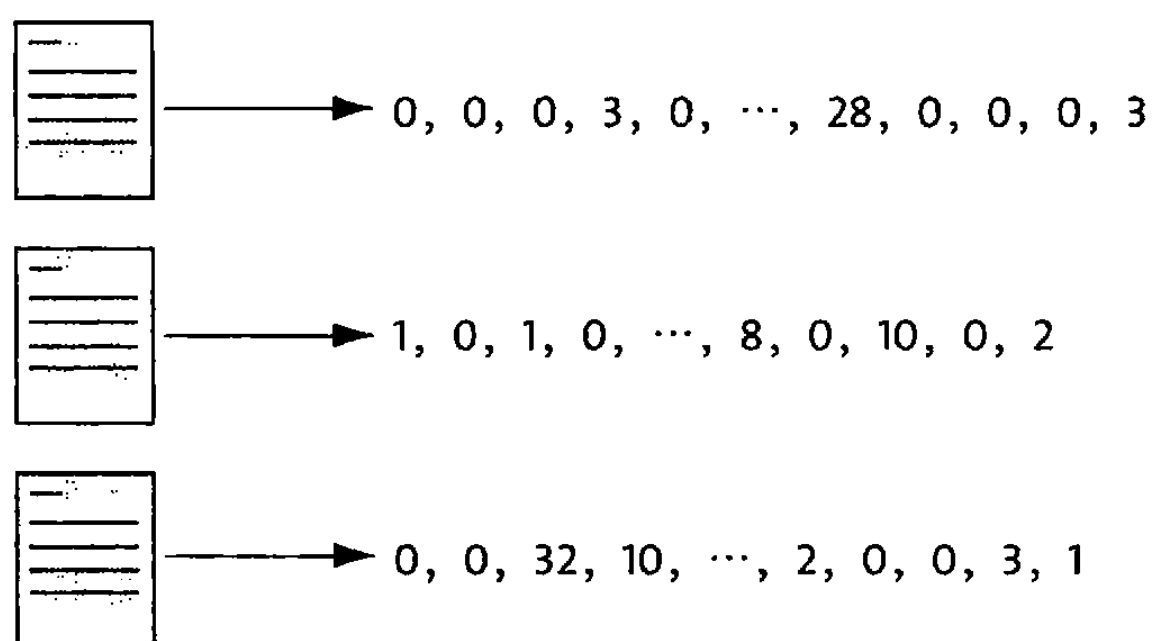 0, 0, 0, 3, 0, ⋯, 28, 0, 0, 0, 3
1, 0, 1, 0, ⋯, 8, 0, 10, 0, 2
0, 0, 32, 10, ⋯, 2, 0, 0, 3, 1